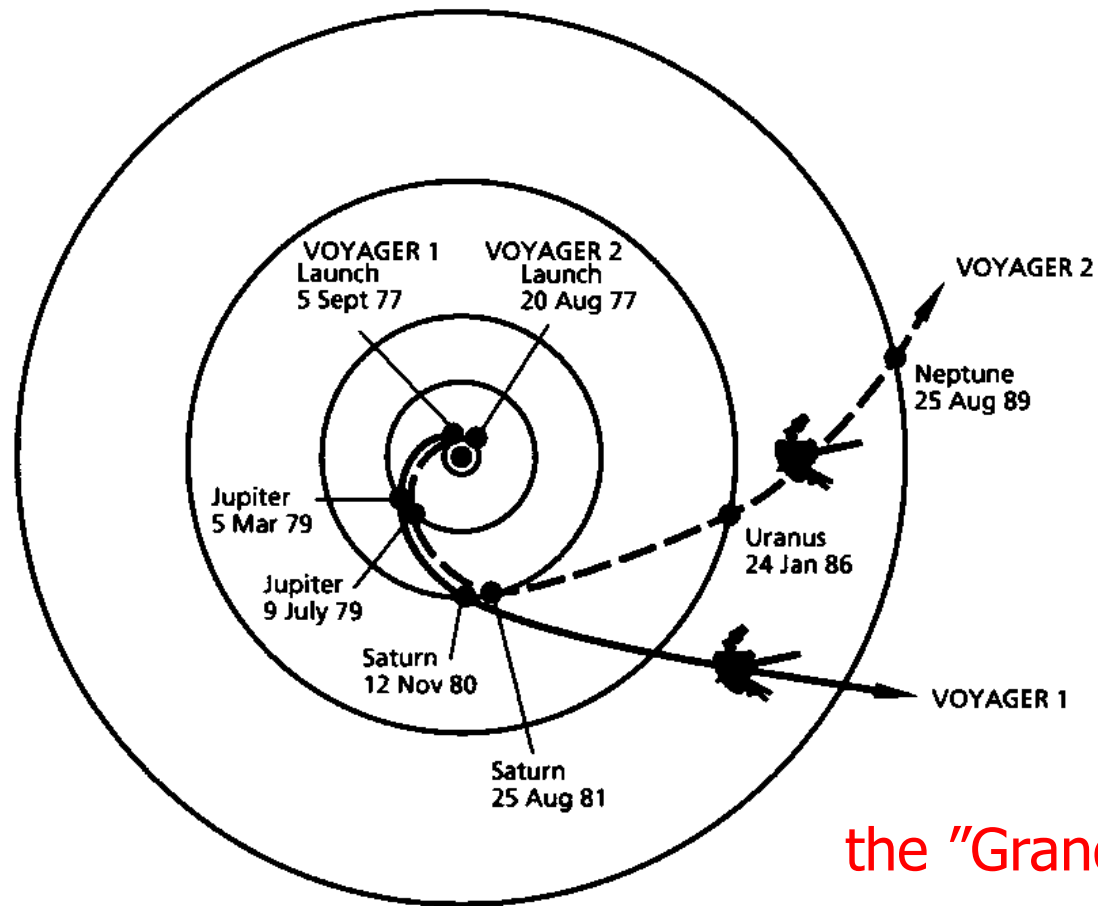 VOYAGER 1
Launch
5 Sept 77
VOYAGER 2
Launch
20 Aug 77
VOYAGER 2
Neptune
25 Aug 89
Jupiter
5 Mar 79
Uranus
24 Jan 86
Jupiter
9 July 79
Saturn
12 Nov 80
VOYAGER 1
Saturn
25 Aug 81
the ”Grand